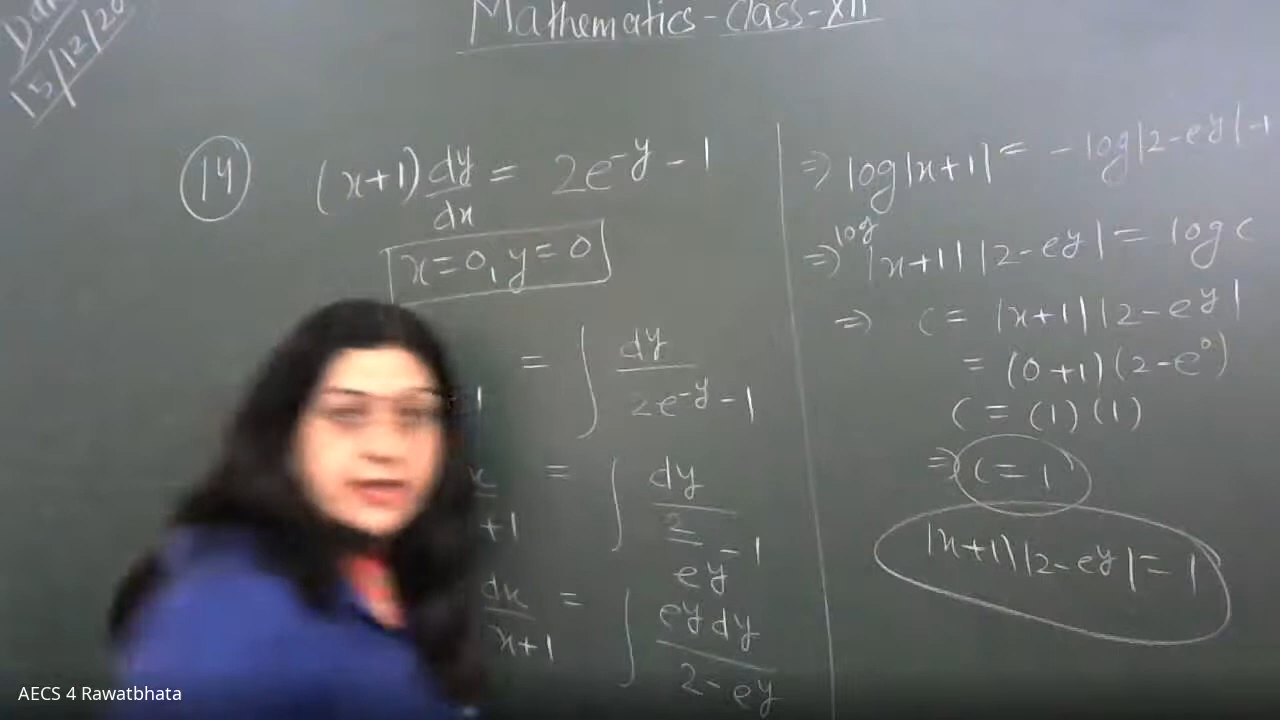 Mathematics - Class - XII
15/12/20
14 (x+1) dy/dx = 2e^-y - 1
x = 0, y = 0
= ∫ dy/(2e^-y - 1)
+1 = ∫ dy/(2/e^y - 1)
dx/(x+1) = ∫ e^y dy/(2 - e^y)
⇒ log|x+1| = - log|2-e^y| +
⇒ log |x+1| |2-e^y| = log c
⇒ c = |x+1| |2-e^y|
= (0+1) (2-e^0)
c = (1) (1)
⇒ c = 1
|x+1| |2-e^y| = 1
AECS 4 Rawatbhata